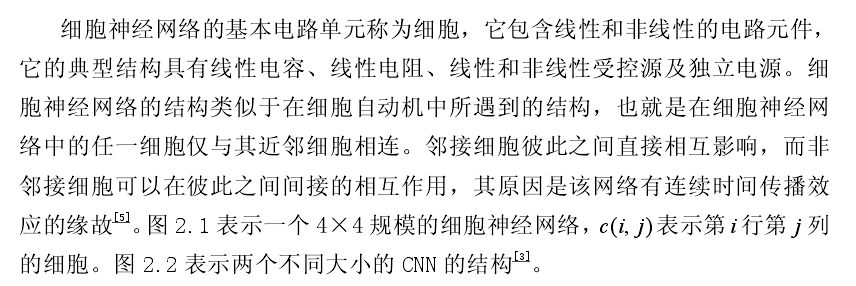 细胞神经网络的基本电路单元称为细胞，它包含线性和非线性的电路元件，
它的典型结构具有线性电容、线性电阻、线性和非线性受控源及独立电源。细
胞神经网络的结构类似于在细胞自动机中所遇到的结构，也就是在细胞神经网
络中的任一细胞仅与其近邻细胞相连。邻接细胞彼此之间直接相互影响，而非
邻接细胞可以在彼此之间间接的相互作用，其原因是该网络有连续时间传播效
应的缘故[5]。图 2.1 表示一个 4×4 规模的细胞神经网络，c(i, j)表示第 i 行第 j 列
的细胞。图 2.2 表示两个不同大小的 CNN 的结构[3]。